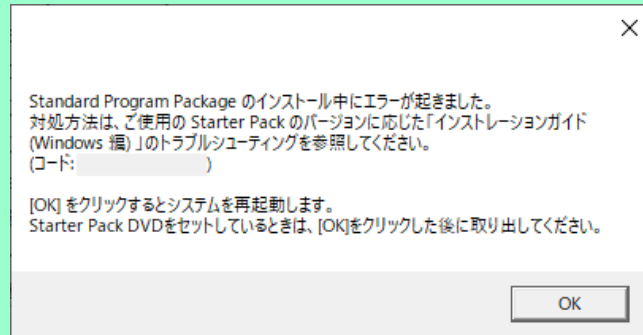 Standard Program Package のインストール中にエラーが起きました。
対処方法は、ご使用の Starter Pack のバージョンに応じた「インストレーションガイド
(Windows 編) 」のトラブルシューティングを参照してください。
(コード: )
[OK] をクリックするとシステムを再起動します。
Starter Pack DVDをセットしているときは、[OK]をクリックした後に取り出してください。
OK